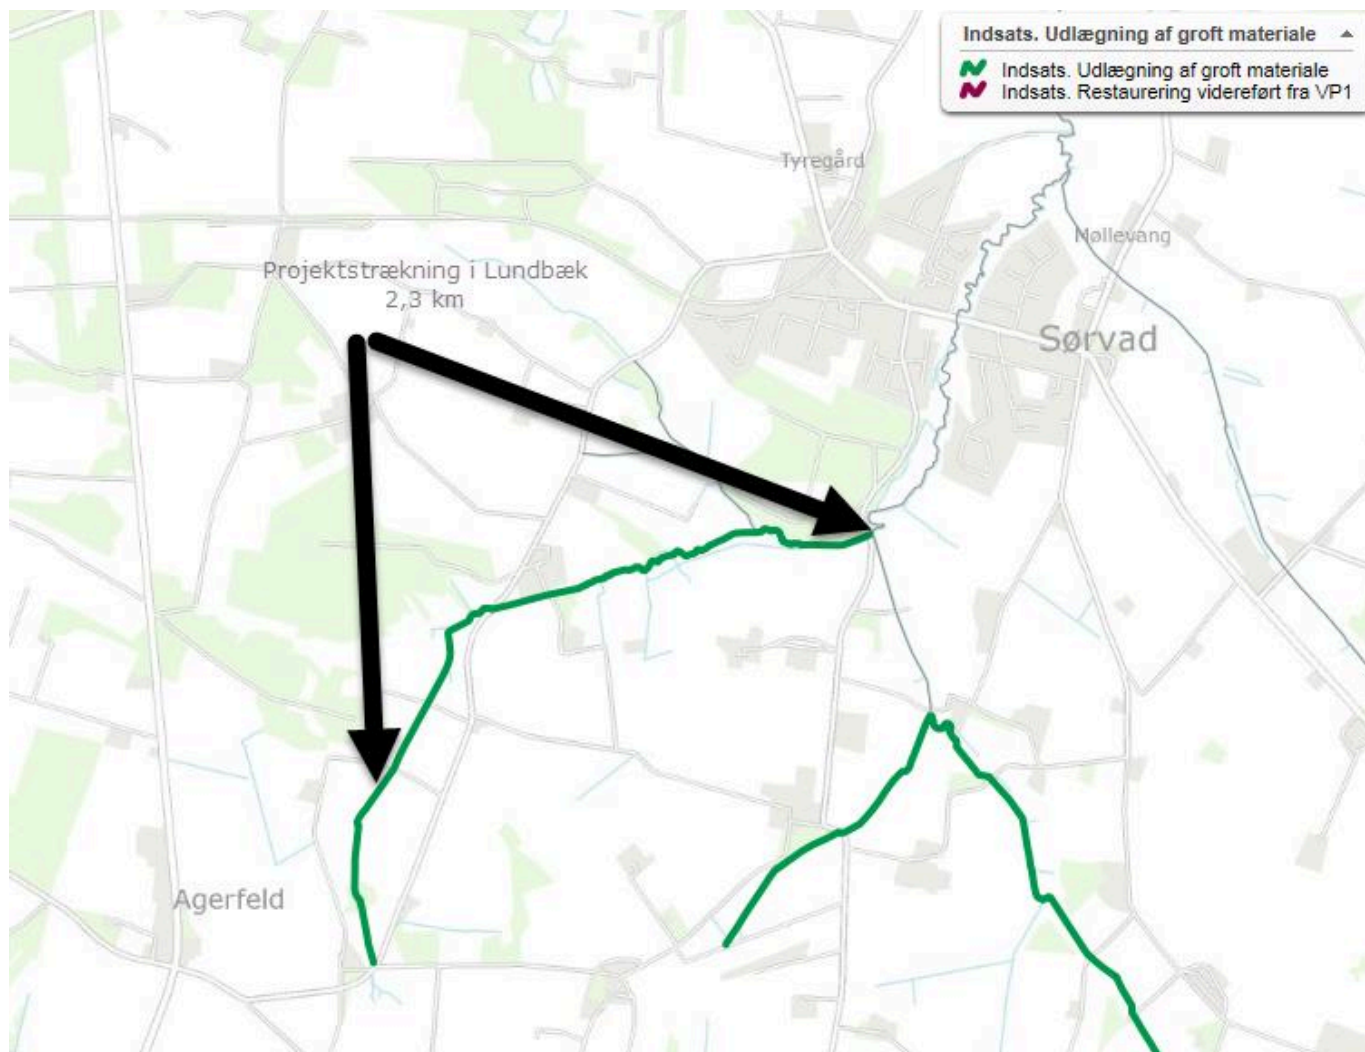 Indsats. Udlægning af groft materiale
Indsats. Udlægning af groft materiale
Indsats. Restaurering videreført fra VP1
Tyregård
Møllevang
Projektstrækning i Lundbæk
2,3 km
Sørvad
Agerfeld